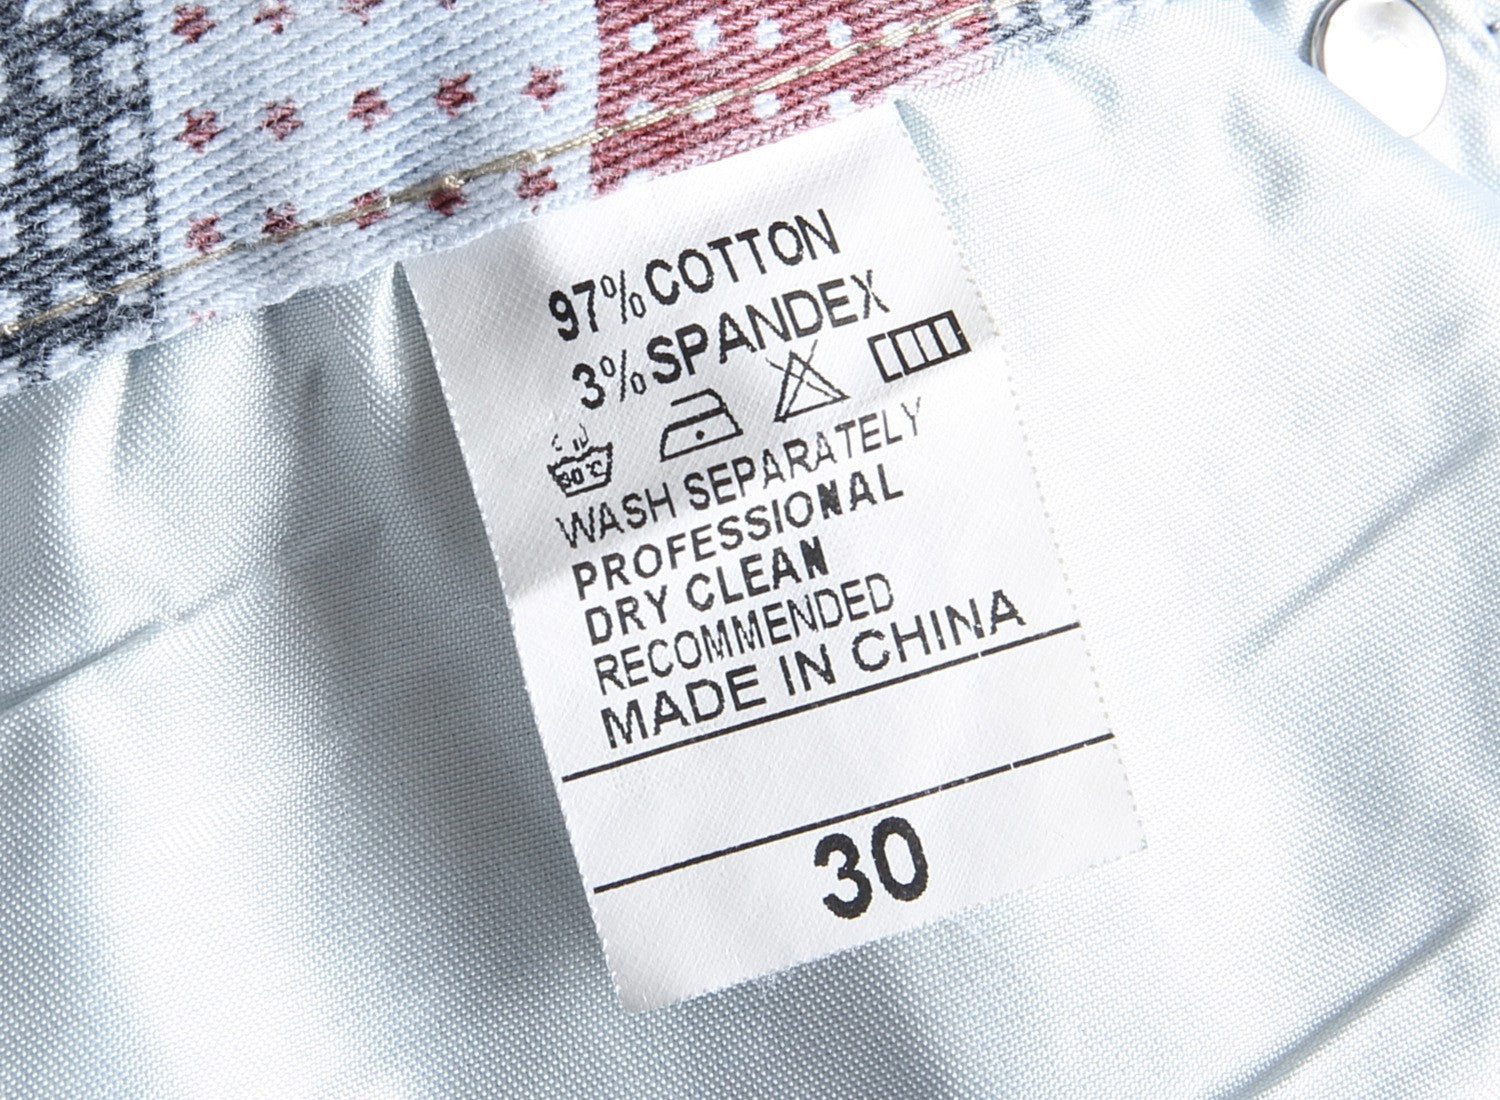 97% COTTON
3% SPANDEX
30°C
WASH SEPARATELY
PROFESSIONAL
DRY CLEAN
RECOMMENDED
MADE IN CHINA
30